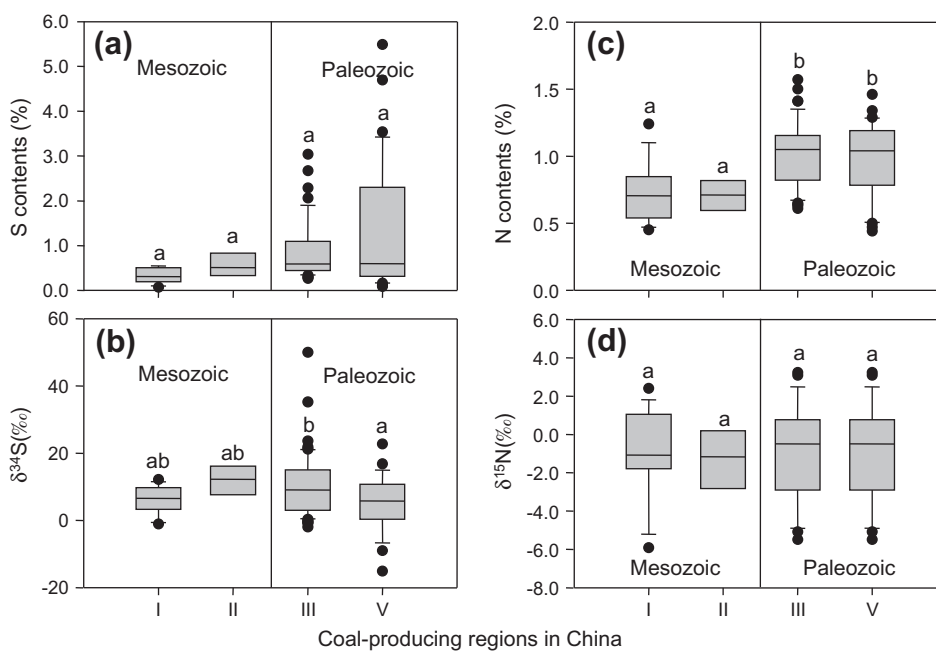 (a)
Mesozoic
Paleozoic
S contents (%)
6.0
5.0
4.0
3.0
2.0
1.0
0.0
a
a
a
a
(c)
N contents (%)
2.0
1.5
1.0
0.5
0.0
a
a
b
b
Mesozoic
Paleozoic
(b)
Mesozoic
Paleozoic
δ34S(‰)
60
40
20
0
-20
ab
ab
b
a
I
II
III
V
(d)
δ15N(‰)
6.0
4.0
2.0
0.0
-2.0
-4.0
-6.0
-8.0
a
a
a
a
Mesozoic
Paleozoic
I
II
III
V
Coal-producing regions in China